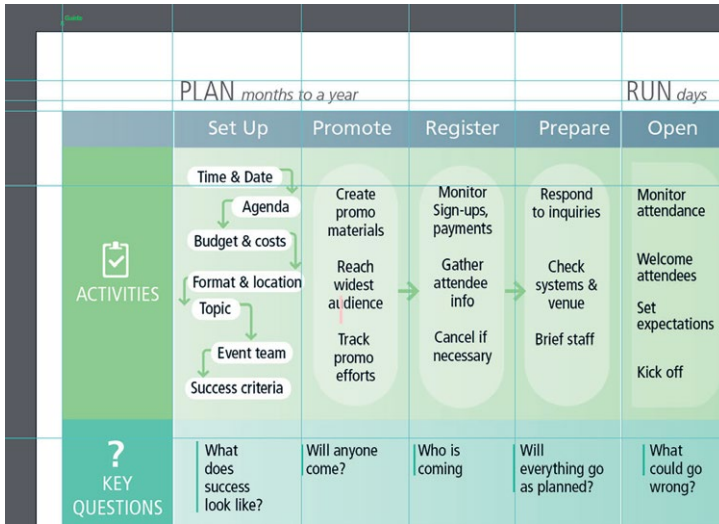 Guide
PLAN months to a year
RUN days
Set Up
Promote
Register
Prepare
Open
ACTIVITIES
Time & Date
Agenda
Budget & costs
Format & location
Topic
Event team
Success criteria
Create
promo
materials
Reach
widest
audience
Track
promo
efforts
Monitor
Sign-ups,
payments
Gather
attendee
info
Cancel if
necessary
Respond
to inquiries
Check
systems &
venue
Brief staff
Monitor
attendance
Welcome
attendees
Set
expectations
Kick off
?
KEY
QUESTIONS
What
does
success
look like?
Will anyone
come?
Who is
coming
Will
everything go
as planned?
What
could go
wrong?